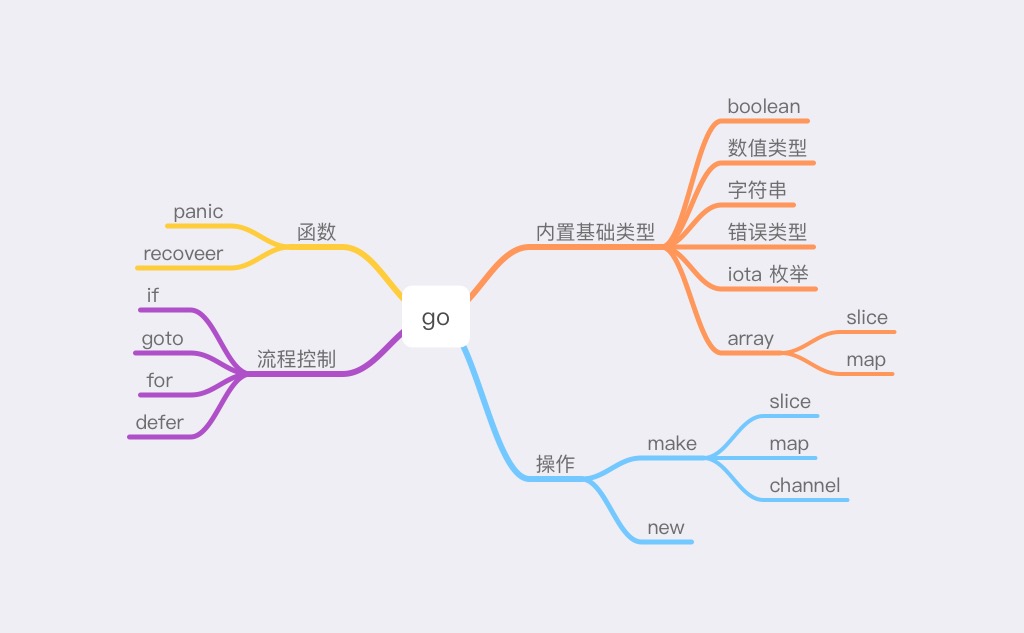 go
内置基础类型
boolean
数值类型
字符串
错误类型
iota 枚举
array
slice
map
操作
make
slice
map
channel
new
函数
panic
recoveer
流程控制
if
goto
for
defer